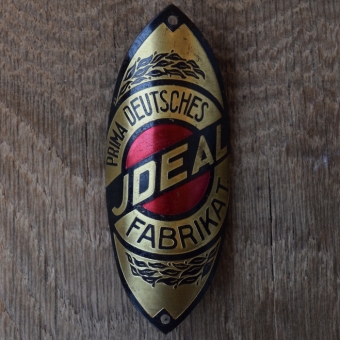 PRIMA DEUTSCHES
JDEAL
FABRIKAT